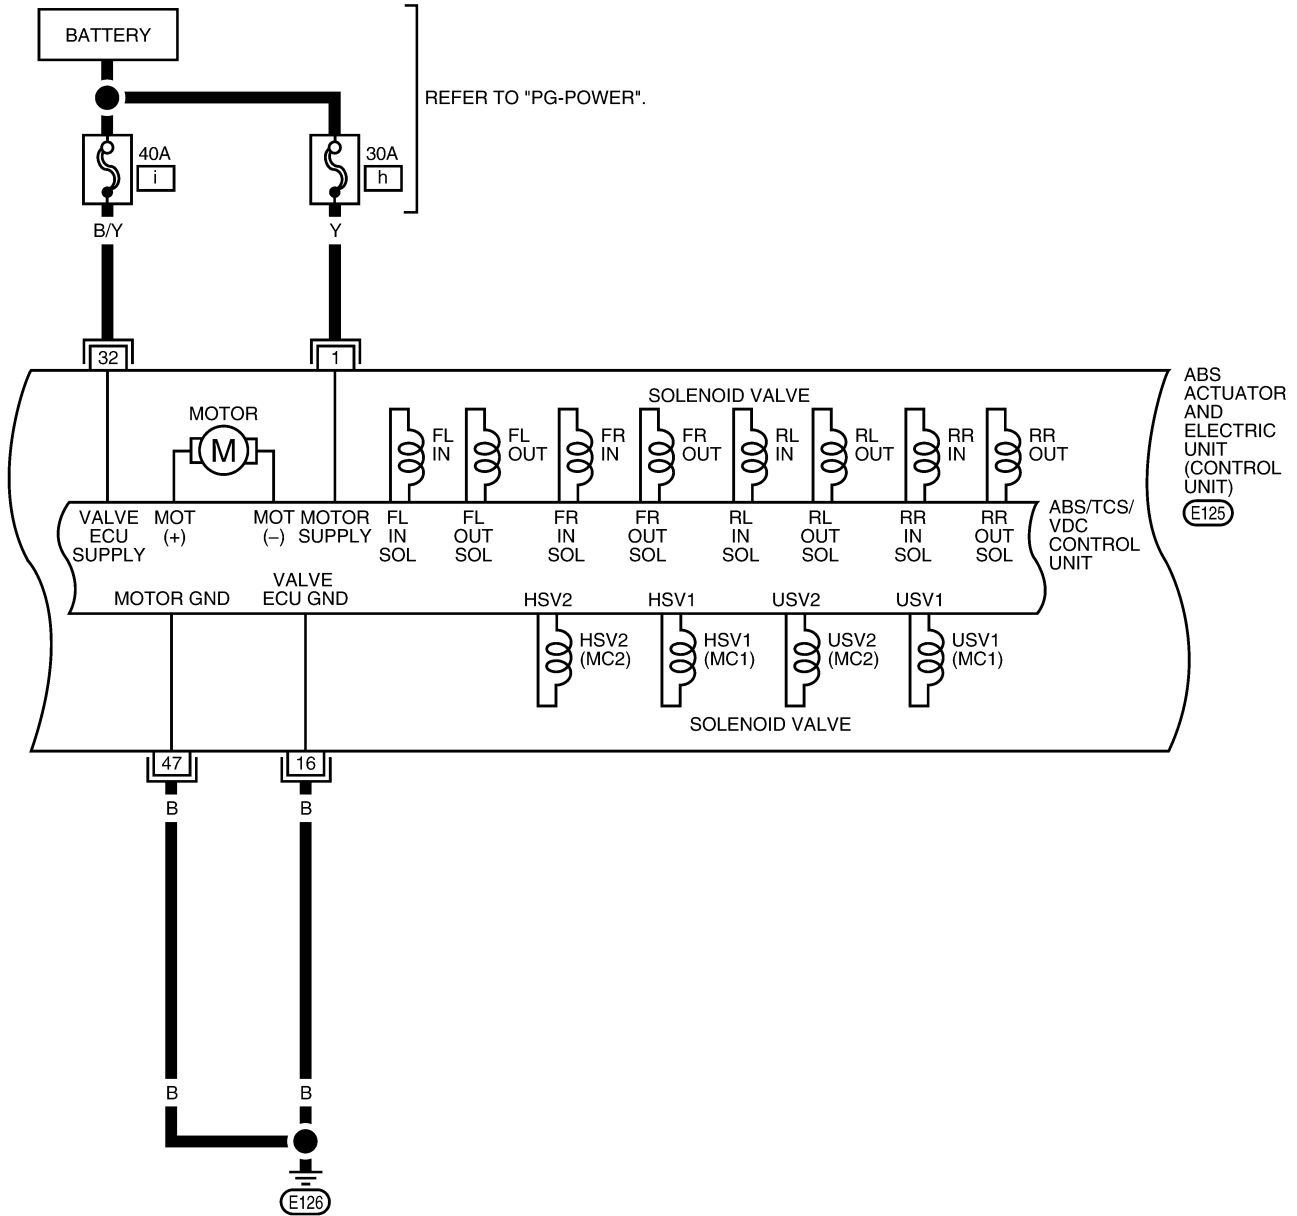 BATTERY
REFER TO "PG-POWER".
40A
i
30A
h
B/Y
Y
32
1
ABS
ACTUATOR
AND
ELECTRIC
UNIT
(CONTROL
UNIT)
E125
SOLENOID VALVE
MOTOR
M
FL
IN
FL
OUT
FR
IN
FR
OUT
RL
IN
RL
OUT
RR
IN
RR
OUT
VALVE
ECU
SUPPLY
MOT
(+)
MOT
(–)
MOTOR
SUPPLY
FL
IN
SOL
FL
OUT
SOL
FR
IN
SOL
FR
OUT
SOL
RL
IN
SOL
RL
OUT
SOL
RR
IN
SOL
RR
OUT
SOL
ABS/TCS/
VDC
CONTROL
UNIT
MOTOR GND
VALVE
ECU GND
HSV2
HSV1
USV2
USV1
HSV2
(MC2)
HSV1
(MC1)
USV2
(MC2)
USV1
(MC1)
SOLENOID VALVE
47
16
B
B
B
B
E126